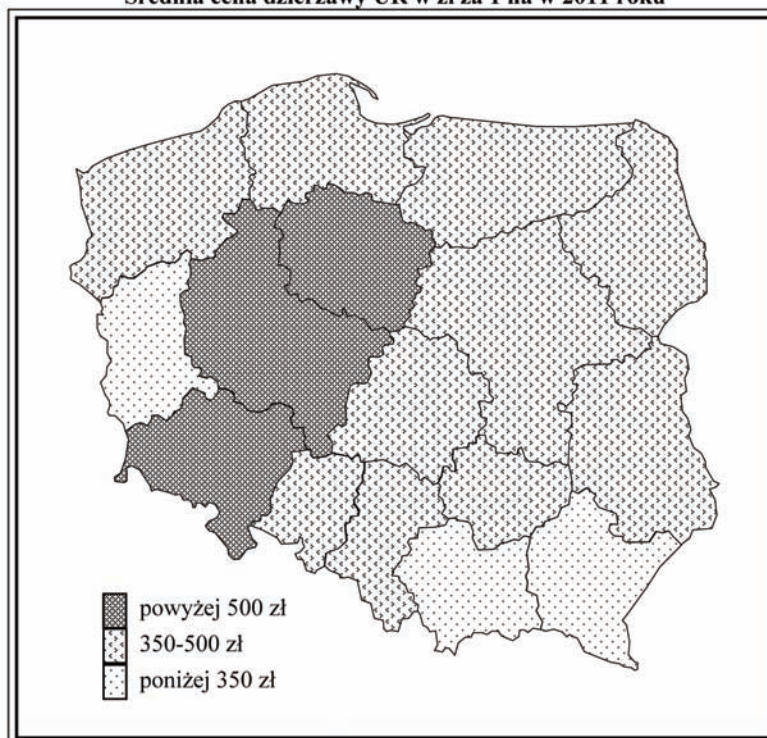 Średnia cena dzierżawy UR w zł za 1 ha w 2011 roku
powyżej 500 zł
350-500 zł
poniżej 350 zł